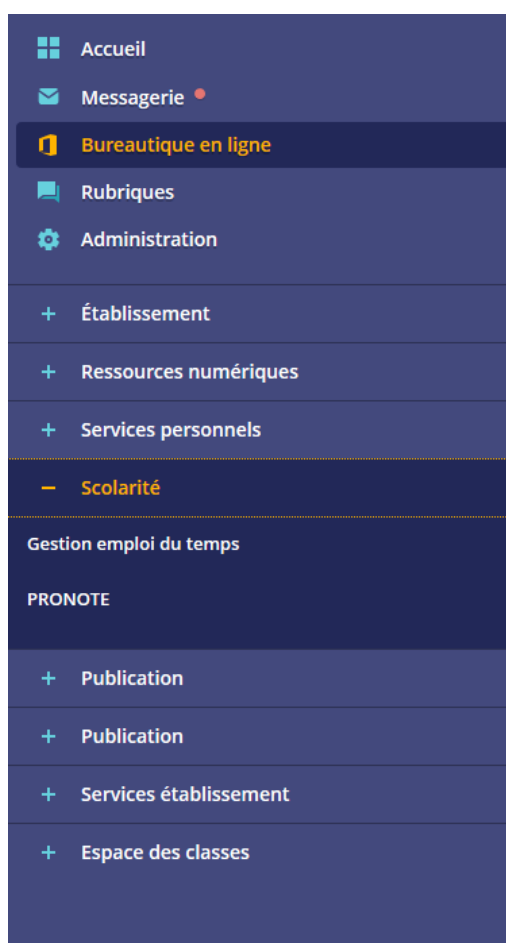 Accueil
Messagerie
Bureautique en ligne
Rubriques
Administration
Établissement
Ressources numériques
Services personnels
Scolarité
Gestion emploi du temps
PRONOTE
Publication
Publication
Services établissement
Espace des classes